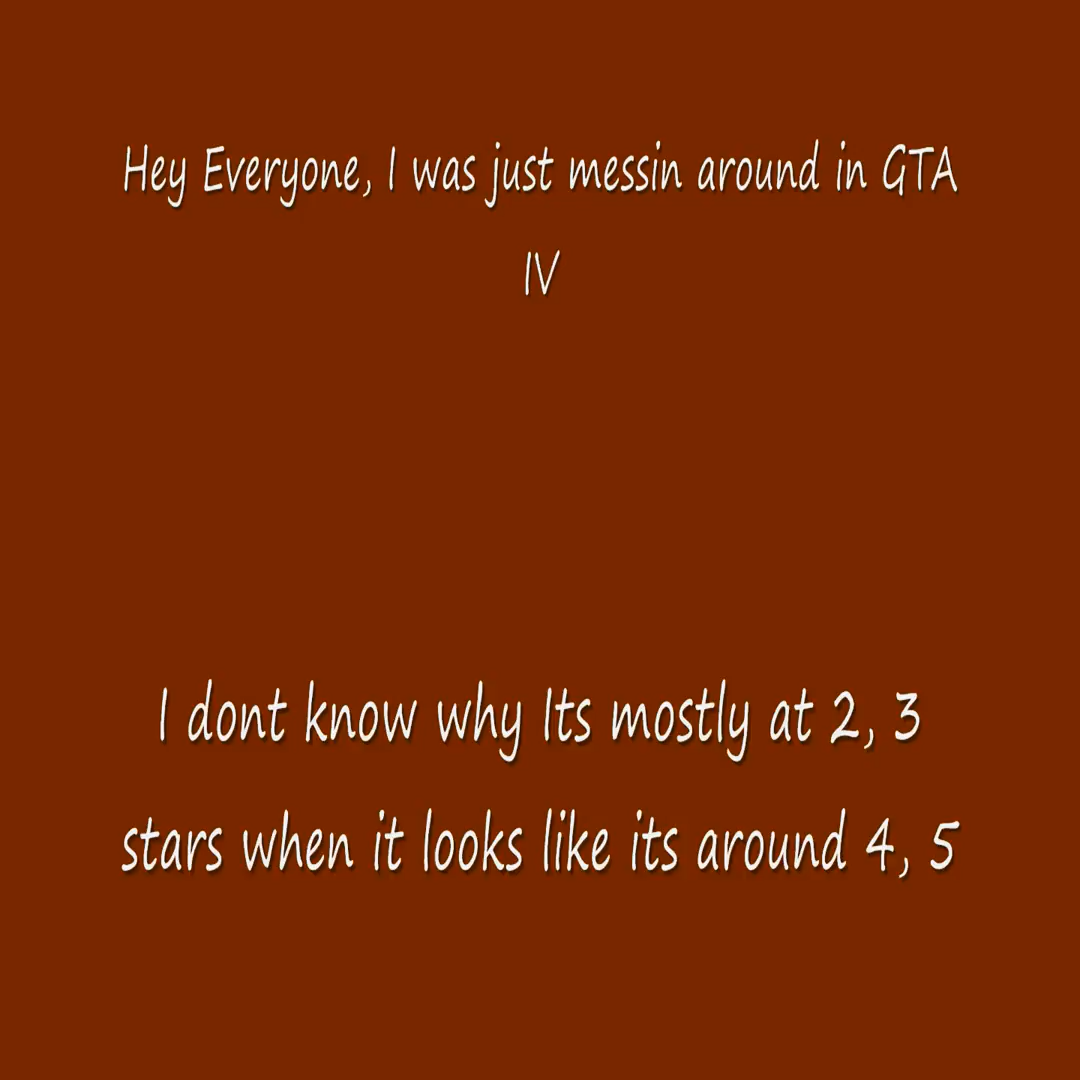 Hey Everyone, I was just messin around in GTA
IV
I dont know why Its mostly at 2, 3
stars when it looks like its around 4, 5